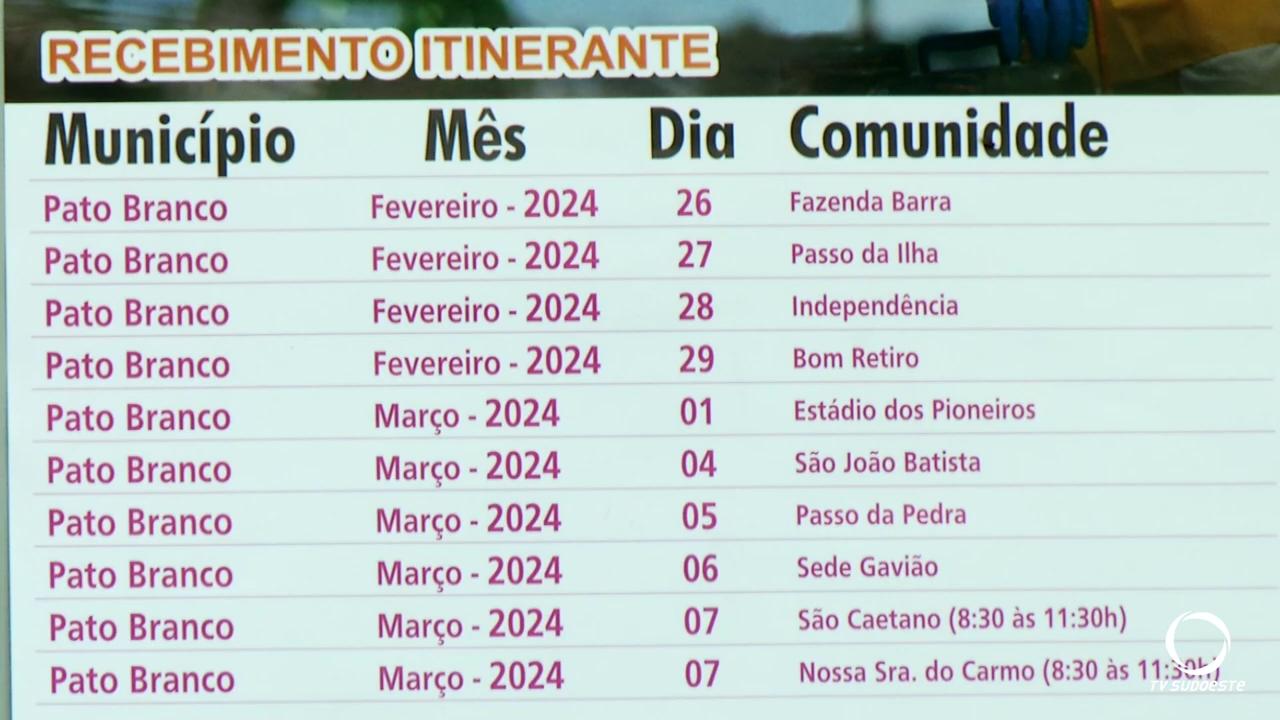 RECEBIMENTO ITINERANTE
Município Mês Dia Comunidade
Pato Branco Fevereiro - 2024 26 Fazenda Barra
Pato Branco Fevereiro - 2024 27 Passo da Ilha
Pato Branco Fevereiro - 2024 28 Independência
Pato Branco Fevereiro - 2024 29 Bom Retiro
Pato Branco Março - 2024 01 Estádio dos Pioneiros
Pato Branco Março - 2024 04 São João Batista
Pato Branco Março - 2024 05 Passo da Pedra
Pato Branco Março - 2024 06 Sede Gavião
Pato Branco Março - 2024 07 São Caetano (8:30 às 11:30h)
Pato Branco Março - 2024 07 Nossa Sra. do Carmo (8:30 às 11:30h)
TV SUDOESTE